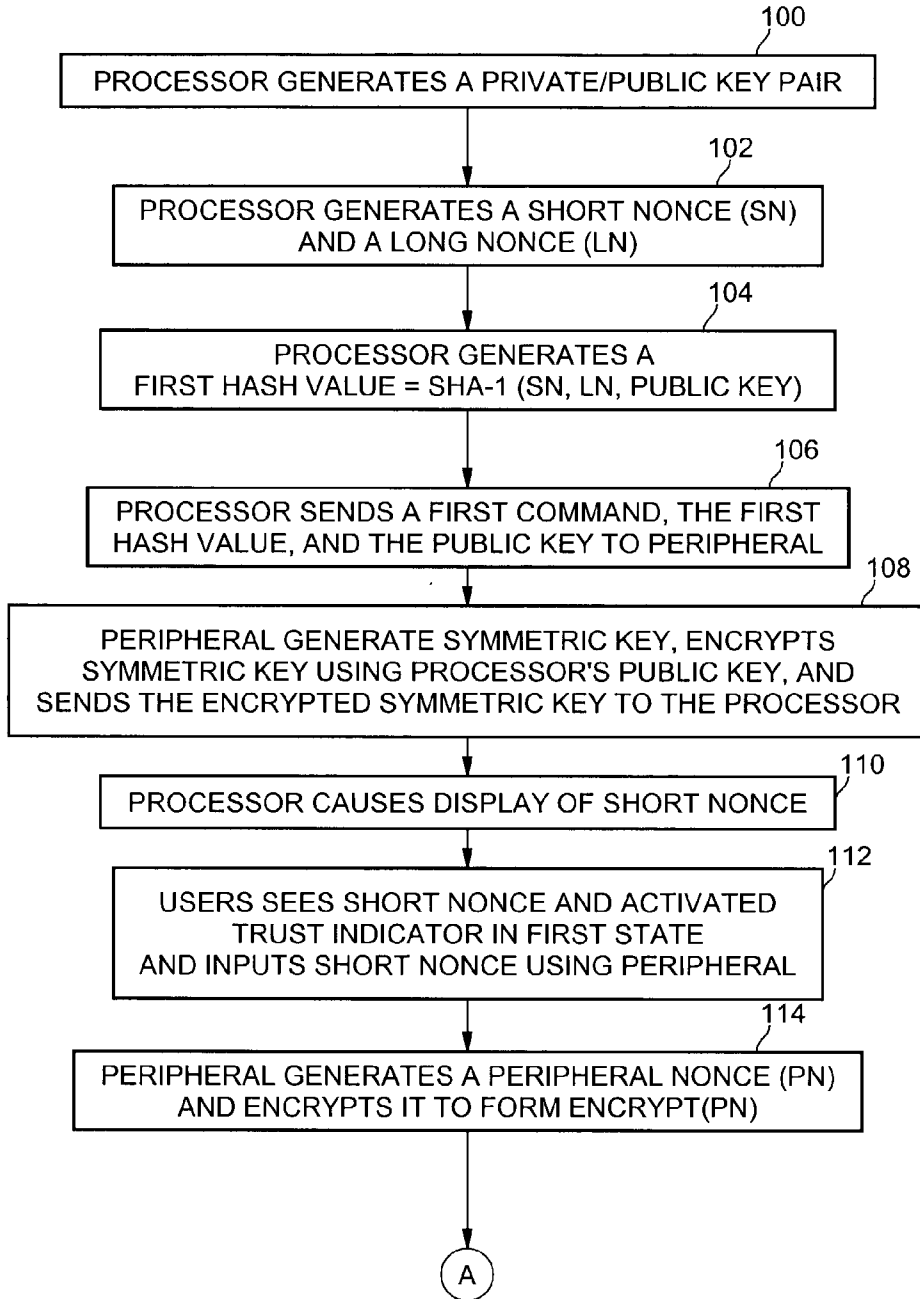 100
PROCESSOR GENERATES A PRIVATE/PUBLIC KEY PAIR
102
PROCESSOR GENERATES A SHORT NONCE (SN)
AND A LONG NONCE (LN)
104
PROCESSOR GENERATES A
FIRST HASH VALUE = SHA-1 (SN, LN, PUBLIC KEY)
106
PROCESSOR SENDS A FIRST COMMAND, THE FIRST
HASH VALUE, AND THE PUBLIC KEY TO PERIPHERAL
108
PERIPHERAL GENERATE SYMMETRIC KEY, ENCRYPTS
SYMMETRIC KEY USING PROCESSOR'S PUBLIC KEY, AND
SENDS THE ENCRYPTED SYMMETRIC KEY TO THE PROCESSOR
110
PROCESSOR CAUSES DISPLAY OF SHORT NONCE
112
USERS SEES SHORT NONCE AND ACTIVATED
TRUST INDICATOR IN FIRST STATE
AND INPUTS SHORT NONCE USING PERIPHERAL
114
PERIPHERAL GENERATES A PERIPHERAL NONCE (PN)
AND ENCRYPTS IT TO FORM ENCRYPT(PN)
A